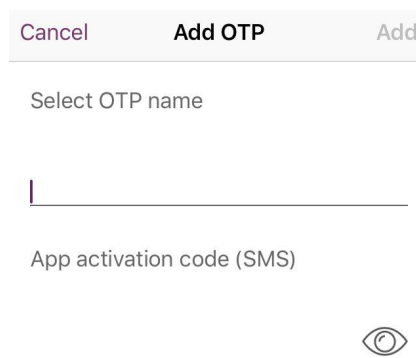 Cancel Add OTP Add
Select OTP name
App activation code (SMS)